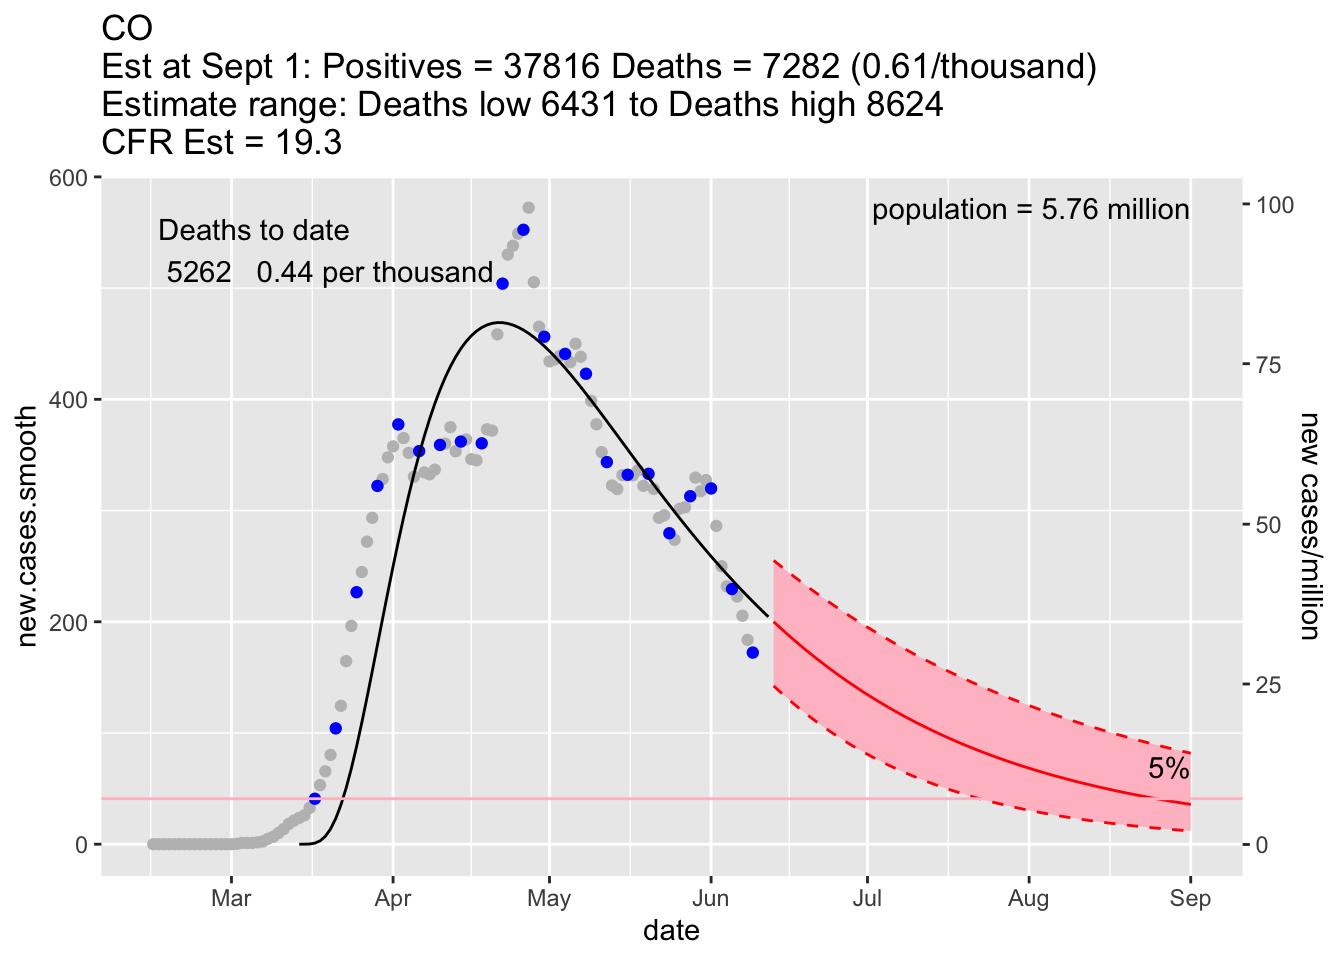 CO
Est at Sept 1: Positives = 37816 Deaths = 7282 (0.61/thousand)
Estimate range: Deaths low 6431 to Deaths high 8624
CFR Est = 19.3
Deaths to date
5262 0.44 per thousand
population = 5.76 million
600
400
200
0
new.cases.smooth
100
75
50
25
0
new cases/million
5%
Mar Apr May Jun Jul Aug Sep
date